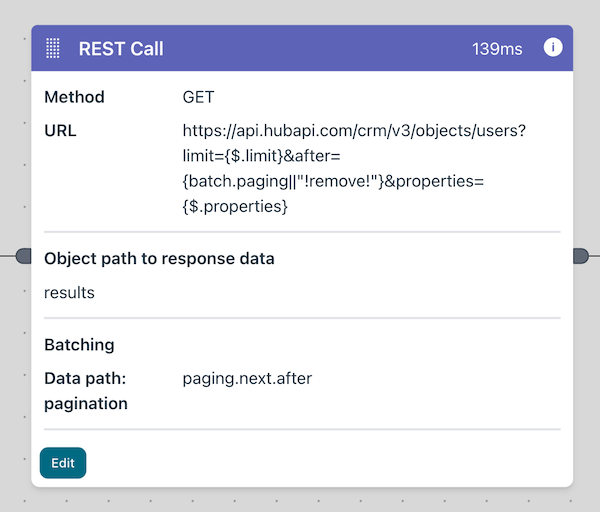 REST Call
139ms
i
Method
GET
URL
https://api.hubapi.com/crm/v3/objects/users?
limit={$.limit}&after=
{batch.paging||"!remove!"}&properties=
{$.properties}
Object path to response data
results
Batching
Data path:
pagination
paging.next.after
Edit